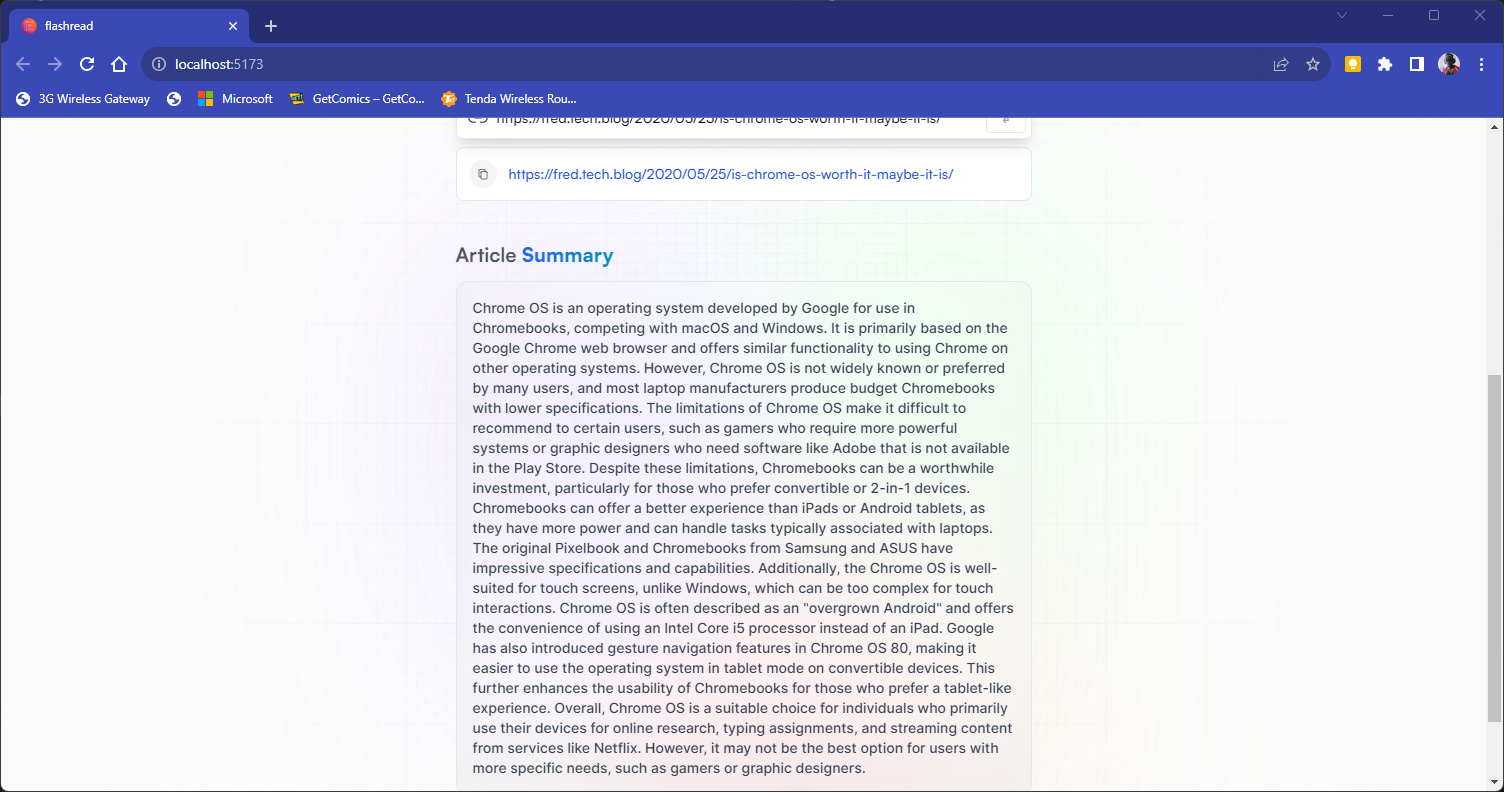 flashread
localhost:5173
3G Wireless Gateway
Microsoft
GetComics – GetCo...
Tenda Wireless Rou...
https://fred.tech.blog/2020/05/25/is-chrome-os-worth-it-maybe-it-is/
https://fred.tech.blog/2020/05/25/is-chrome-os-worth-it-maybe-it-is/
Article Summary
Chrome OS is an operating system developed by Google for use in
Chromebooks, competing with macOS and Windows. It is primarily based on the
Google Chrome web browser and offers similar functionality to using Chrome on
other operating systems. However, Chrome OS is not widely known or preferred
by many users, and most laptop manufacturers produce budget Chromebooks
with lower specifications. The limitations of Chrome OS make it difficult to
recommend to certain users, such as gamers who require more powerful
systems or graphic designers who need software like Adobe that is not available
in the Play Store. Despite these limitations, Chromebooks can be a worthwhile
investment, particularly for those who prefer convertible or 2-in-1 devices.
Chromebooks can offer a better experience than iPads or Android tablets, as
they have more power and can handle tasks typically associated with laptops.
The original Pixelbook and Chromebooks from Samsung and ASUS have
impressive specifications and capabilities. Additionally, the Chrome OS is well-
suited for touch screens, unlike Windows, which can be too complex for touch
interactions. Chrome OS is often described as an "overgrown Android" and offers
the convenience of using an Intel Core i5 processor instead of an iPad. Google
has also introduced gesture navigation features in Chrome OS 80, making it
easier to use the operating system in tablet mode on convertible devices. This
further enhances the usability of Chromebooks for those who prefer a tablet-like
experience. Overall, Chrome OS is a suitable choice for individuals who primarily
use their devices for online research, typing assignments, and streaming content
from services like Netflix. However, it may not be the best option for users with
more specific needs, such as gamers or graphic designers.